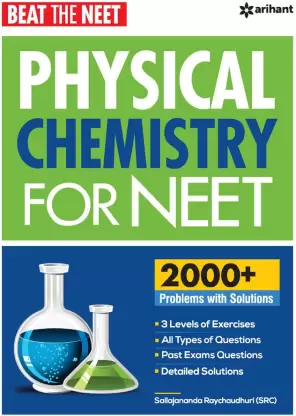 BEAT THE NEET
arihant
PHYSICAL
CHEMISTRY
FOR NEET
2000+
Problems with Solutions
3 Levels of Exercises
All Types of Questions
Past Exams Questions
Detailed Solutions
Sailajananda Raychaudhuri (SRC)